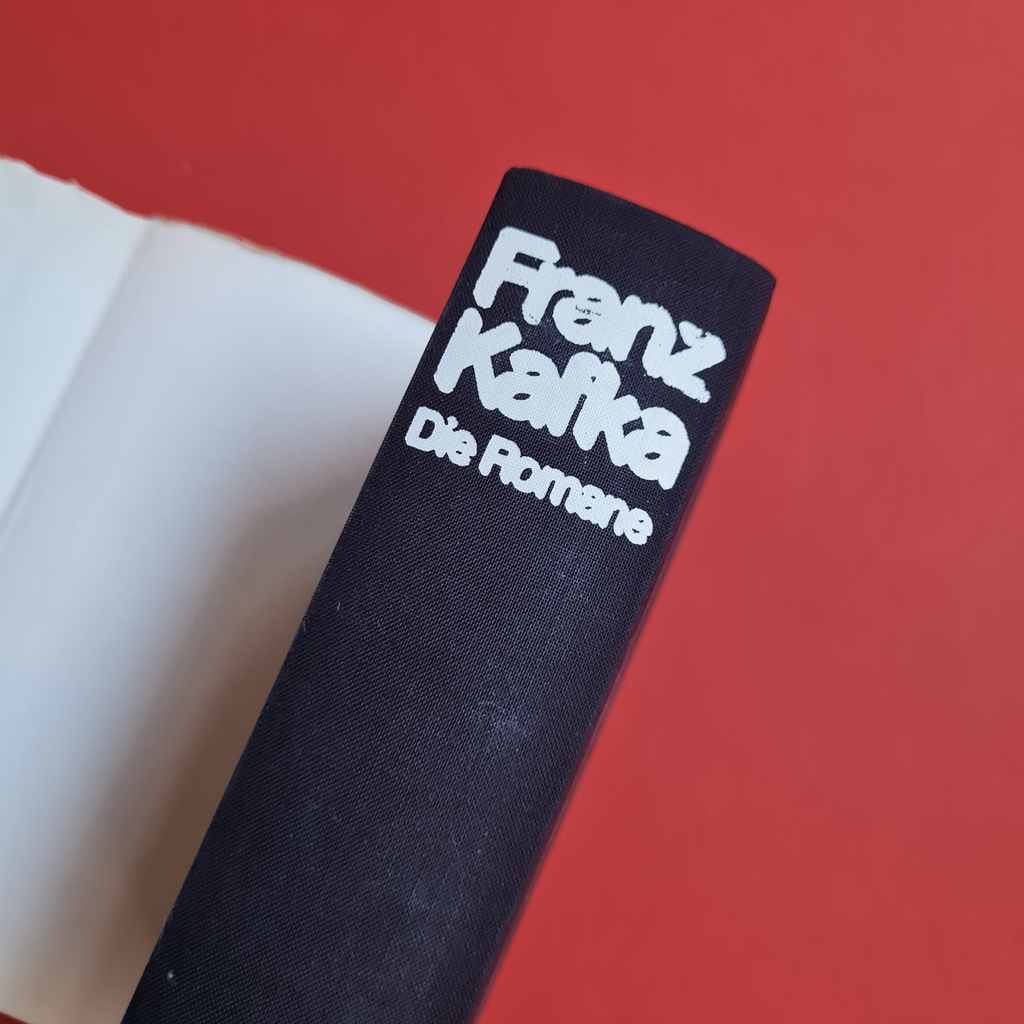 Franz
Kafka
Die Romane